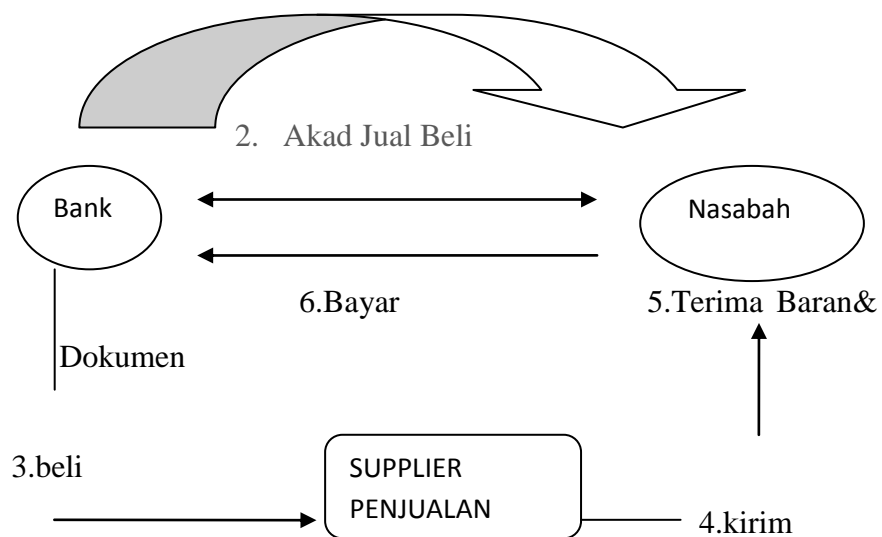 2. Akad Jual Beli
Bank
Nasabah
6.Bayar
5.Terima Baran&
Dokumen
3.beli
SUPPLIER
PENJUALAN
4.kirim